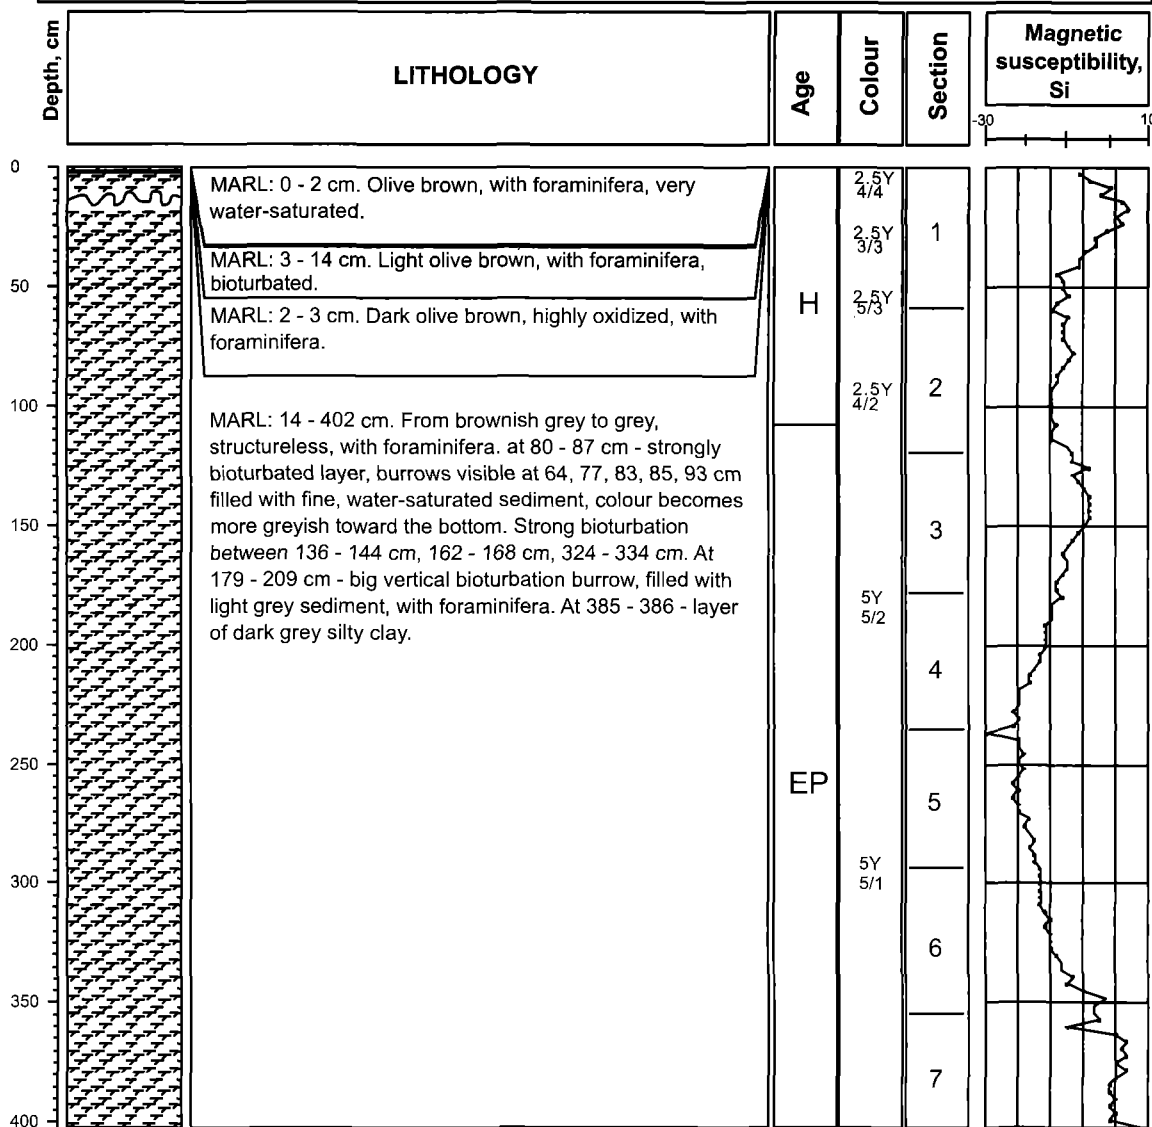 Depth, cm
LITHOLOGY
Age
Colour
Section
Magnetic
susceptibility,
Si
-30
10
0
50
100
150
200
250
300
350
400
MARL: 0 - 2 cm. Olive brown, with foraminifera, very
water-saturated.
MARL: 3 - 14 cm. Light olive brown, with foraminifera,
bioturbated.
MARL: 2 - 3 cm. Dark olive brown, highly oxidized, with
foraminifera.
MARL: 14 - 402 cm. From brownish grey to grey,
structureless, with foraminifera. at 80 - 87 cm - strongly
bioturbated layer, burrows visible at 64, 77, 83, 85, 93 cm
filled with fine, water-saturated sediment, colour becomes
more greyish toward the bottom. Strong bioturbation
between 136 - 144 cm, 162 - 168 cm, 324 - 334 cm. At
179 - 209 cm - big vertical bioturbation burrow, filled with
light grey sediment, with foraminifera. At 385 - 386 - layer
of dark grey silty clay.
H
EP
2.5Y
4/4
2.5Y
3/3
2.5Y
5/3
2.5Y
4/2
5Y
5/2
5Y
5/1
1
2
3
4
5
6
7